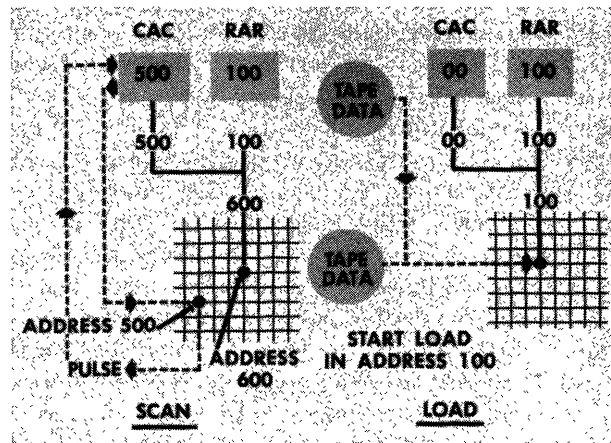 CAC RAR
500 100
500 100
600
ADDRESS 500
PULSE
ADDRESS
600
SCAN
CAC RAR
TAPE
DATA
00 100
00 100
100
TAPE
DATA
START LOAD
IN ADDRESS 100
LOAD